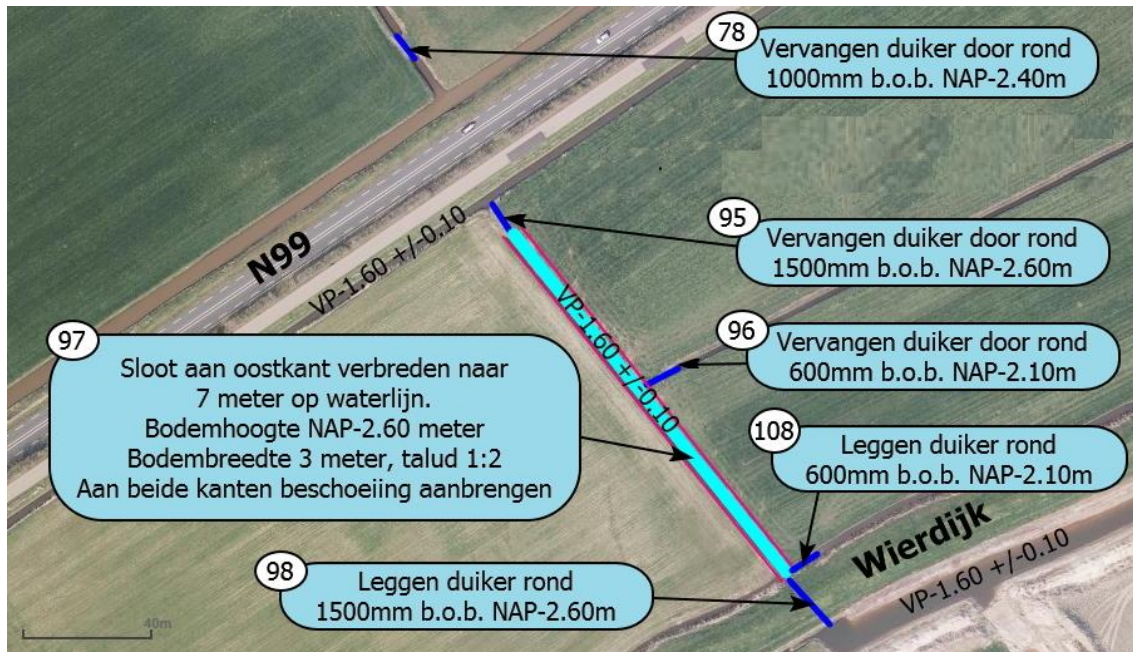 78
Vervangen duiker door rond
1000mm b.o.b. NAP-2.40m
N99
VP-1.60 +/-0.10
95
Vervangen duiker door rond
1500mm b.o.b. NAP-2.60m
VP-1.60 +/-0.10
96
Vervangen duiker door rond
600mm b.o.b. NAP-2.10m
97
Sloot aan oostkant verbreden naar
7 meter op waterlijn.
Bodemhoogte NAP-2.60 meter
Bodembreedte 3 meter, talud 1:2
Aan beide kanten beschoeiing aanbrengen
108
Leggen duiker rond
600mm b.o.b. NAP-2.10m
Wierdijk
VP-1.60 +/-0.10
98
Leggen duiker rond
1500mm b.o.b. NAP-2.60m
40m